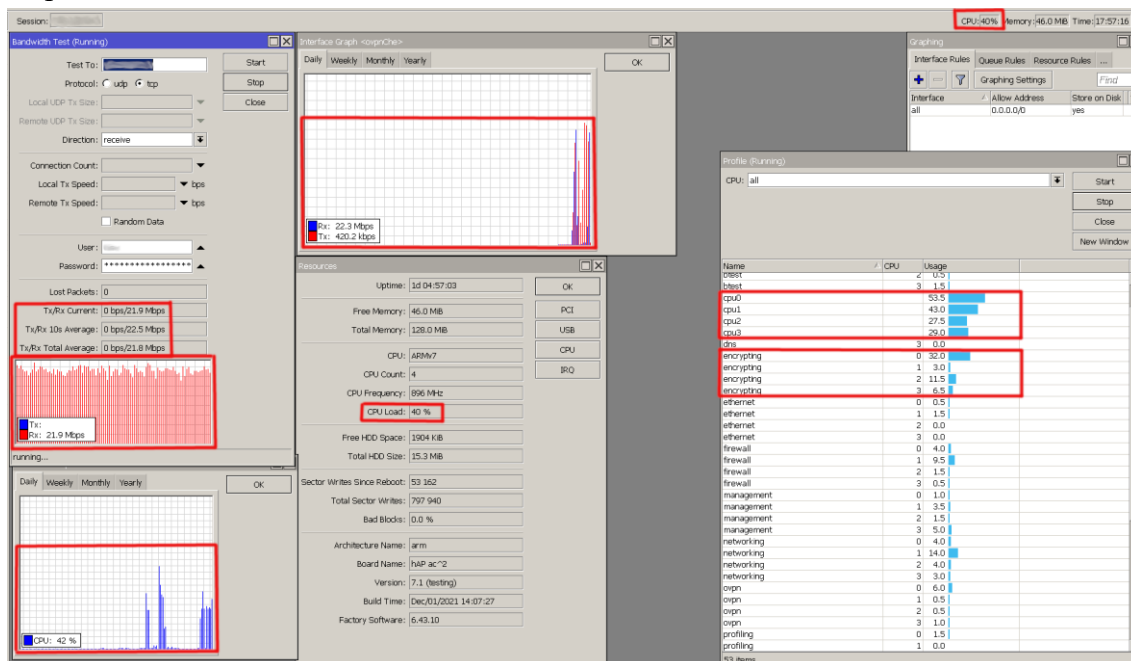 Session:
CPU: 40% Memory: 46.0 MiB Time: 17:57:16
Bandwidth Test (Running)
Test To:
Start
Protocol: udp tcp
Stop
Local UDP Tx Size:
Close
Remote UDP Tx Size:
Direction: receive
Connection Count:
Local Tx Speed: bps
Remote Tx Speed: bps
Random Data
User:
Password: *****************
Lost Packets: 0
Tx/Rx Current: 0 bps/21.9 Mbps
Tx/Rx 10s Average: 0 bps/22.5 Mbps
Tx/Rx Total Average: 0 bps/21.8 Mbps
Tx:
Rx: 21.9 Mbps
running...
Daily Weekly Monthly Yearly
OK
CPU: 42 %
Interface Graph <ovpnChe>
Daily Weekly Monthly Yearly
OK
Rx: 22.3 Mbps
Tx: 420.2 kbps
Resources
Uptime: 1d 04:57:03
OK
Free Memory: 46.0 MiB
PCI
Total Memory: 128.0 MiB
USB
CPU: ARMv7
CPU
CPU Count: 4
IRQ
CPU Frequency: 896 MHz
CPU Load: 40 %
Free HDD Space: 1904 KiB
Total HDD Size: 15.3 MiB
Sector Writes Since Reboot: 53 162
Total Sector Writes: 797 940
Bad Blocks: 0.0 %
Architecture Name: arm
Board Name: hAP ac^2
Version: 7.1 (testing)
Build Time: Dec/01/2021 14:07:27
Factory Software: 6.43.10
Graphing
Interface Rules Queue Rules Resource Rules ...
Graphing Settings Find
Interface Allow Address Store on Disk
all 0.0.0.0/0 yes
Profile (Running)
CPU: all
Start
Stop
Close
New Window
Name CPU Usage
btest 2 0.5
btest 3 1.5
cpu0 53.5
cpu1 43.0
cpu2 27.5
cpu3 29.0
dns 3 0.0
encrypting 0 32.0
encrypting 1 3.0
encrypting 2 11.5
encrypting 3 6.5
ethernet 0 0.5
ethernet 1 1.5
ethernet 2 0.0
ethernet 3 0.0
firewall 0 4.0
firewall 1 9.5
firewall 2 1.5
firewall 3 0.5
management 0 1.0
management 1 3.5
management 2 1.5
management 3 5.0
networking 0 4.0
networking 1 14.0
networking 2 4.0
networking 3 3.0
ovpn 0 6.0
ovpn 1 0.5
ovpn 2 0.5
ovpn 3 1.0
profiling 0 1.5
profiling 1 0.0
53 items